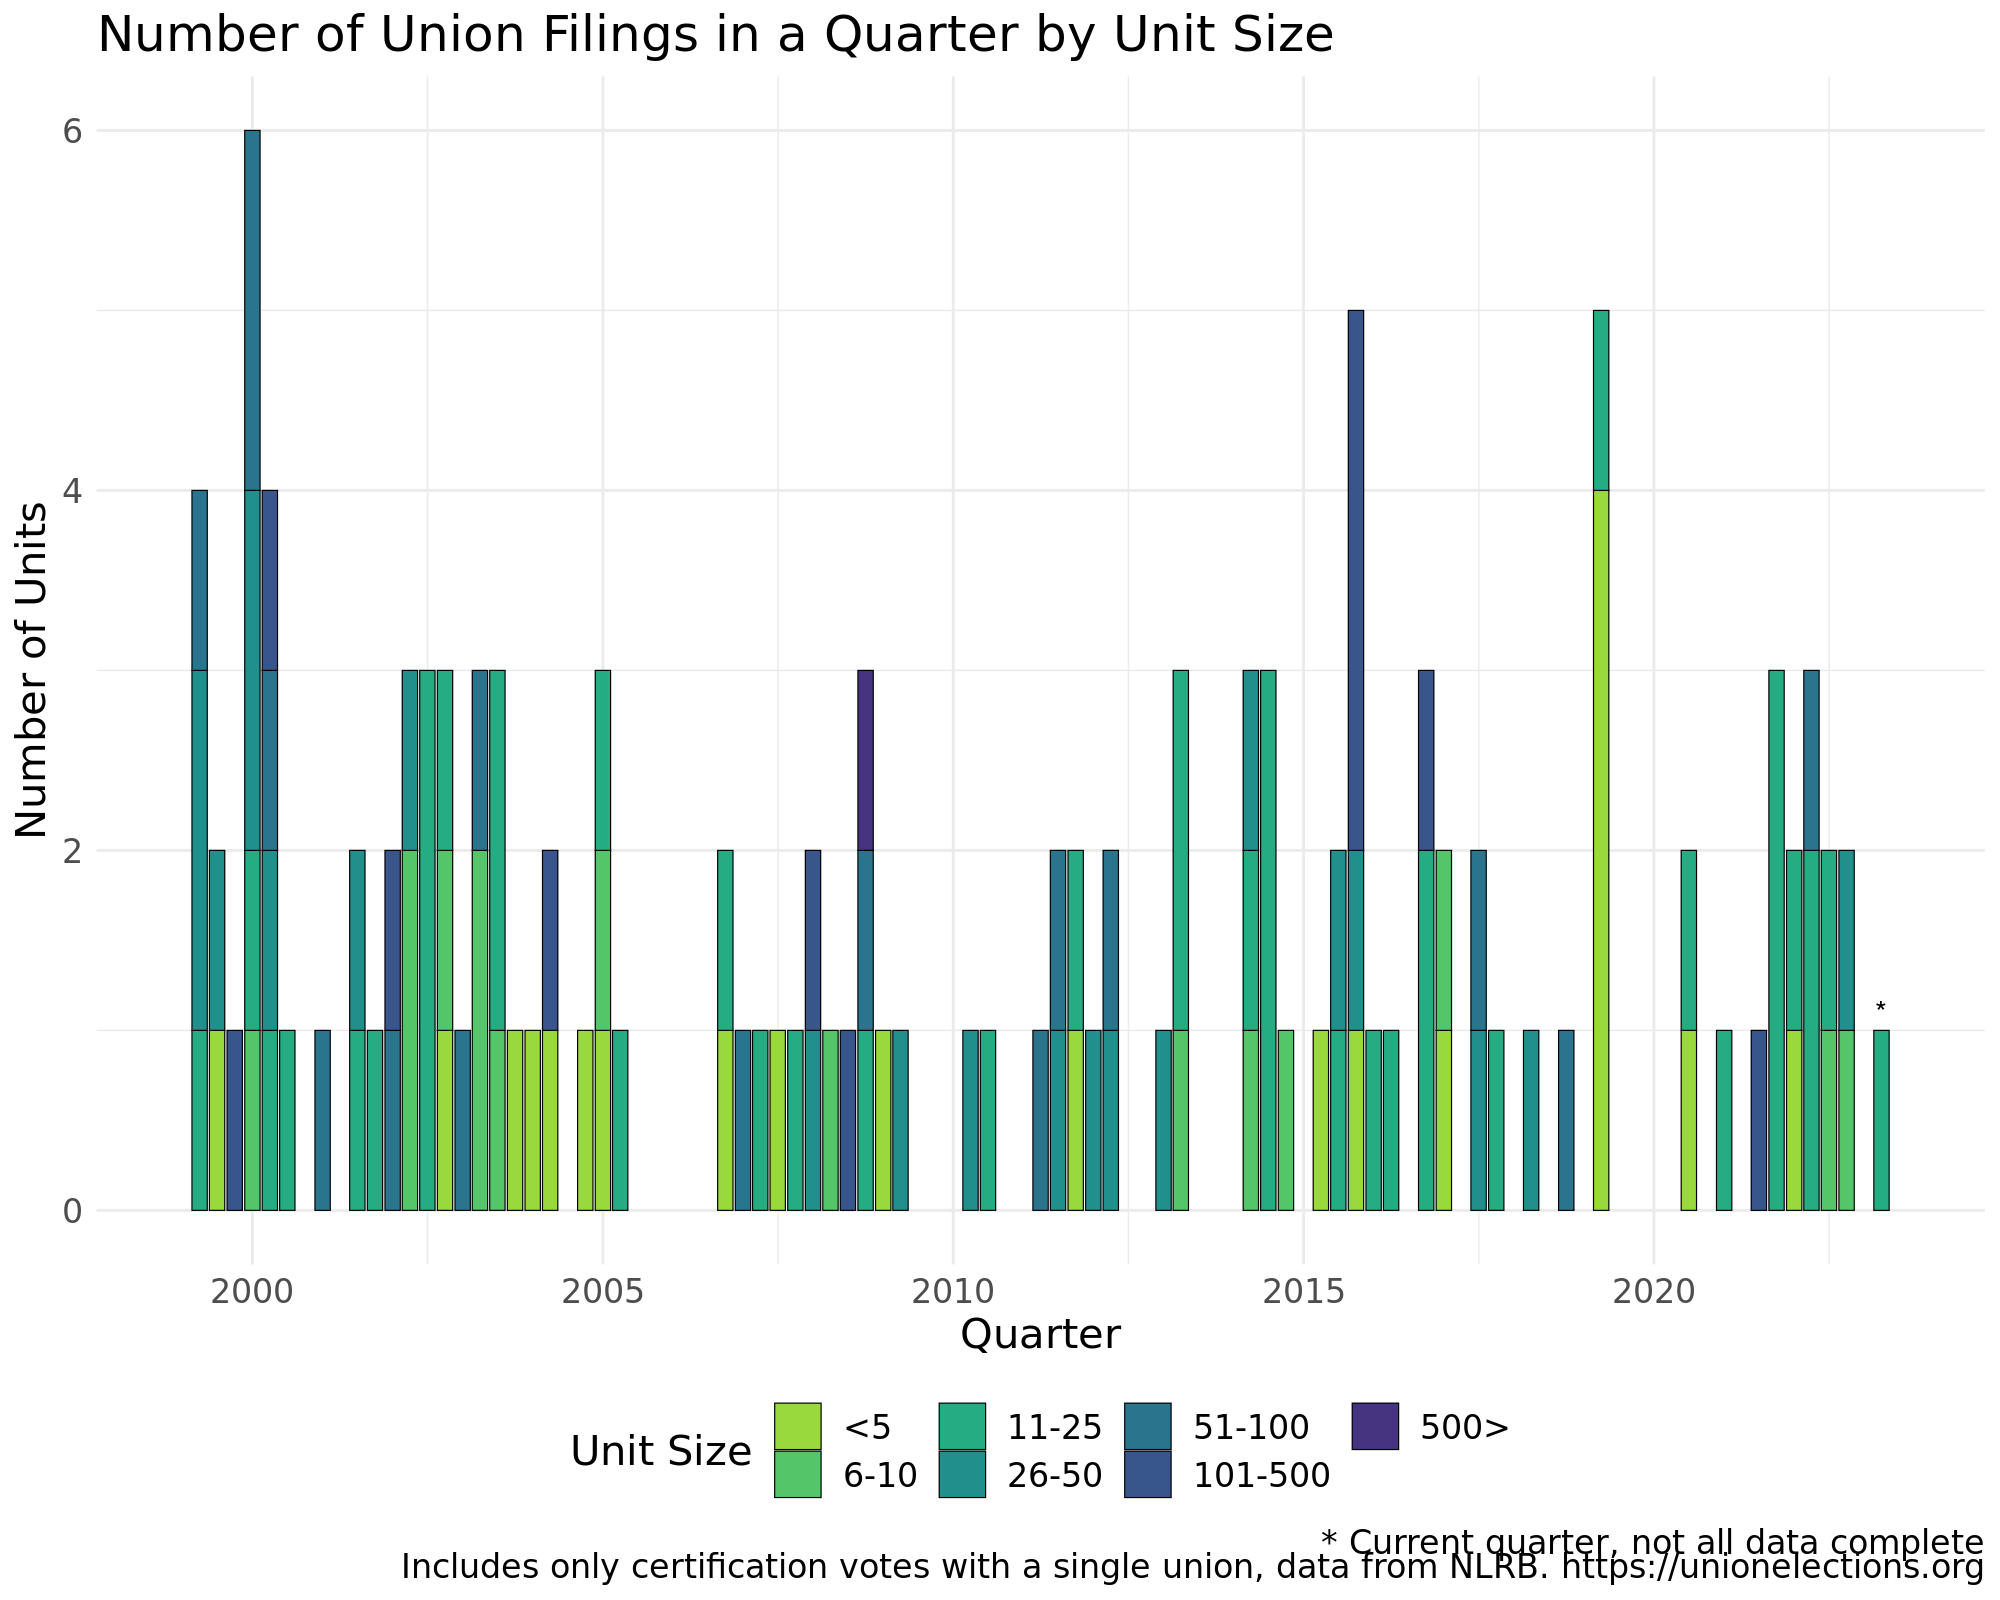 Number of Union Filings in a Quarter by Unit Size
Number of Units
6
4
2
0
*
2000 2005 2010 2015 2020
Quarter
Unit Size
<5 11-25 51-100 500>
6-10 26-50 101-500
* Current quarter, not all data complete
Includes only certification votes with a single union, data from NLRB. https://unionelections.org